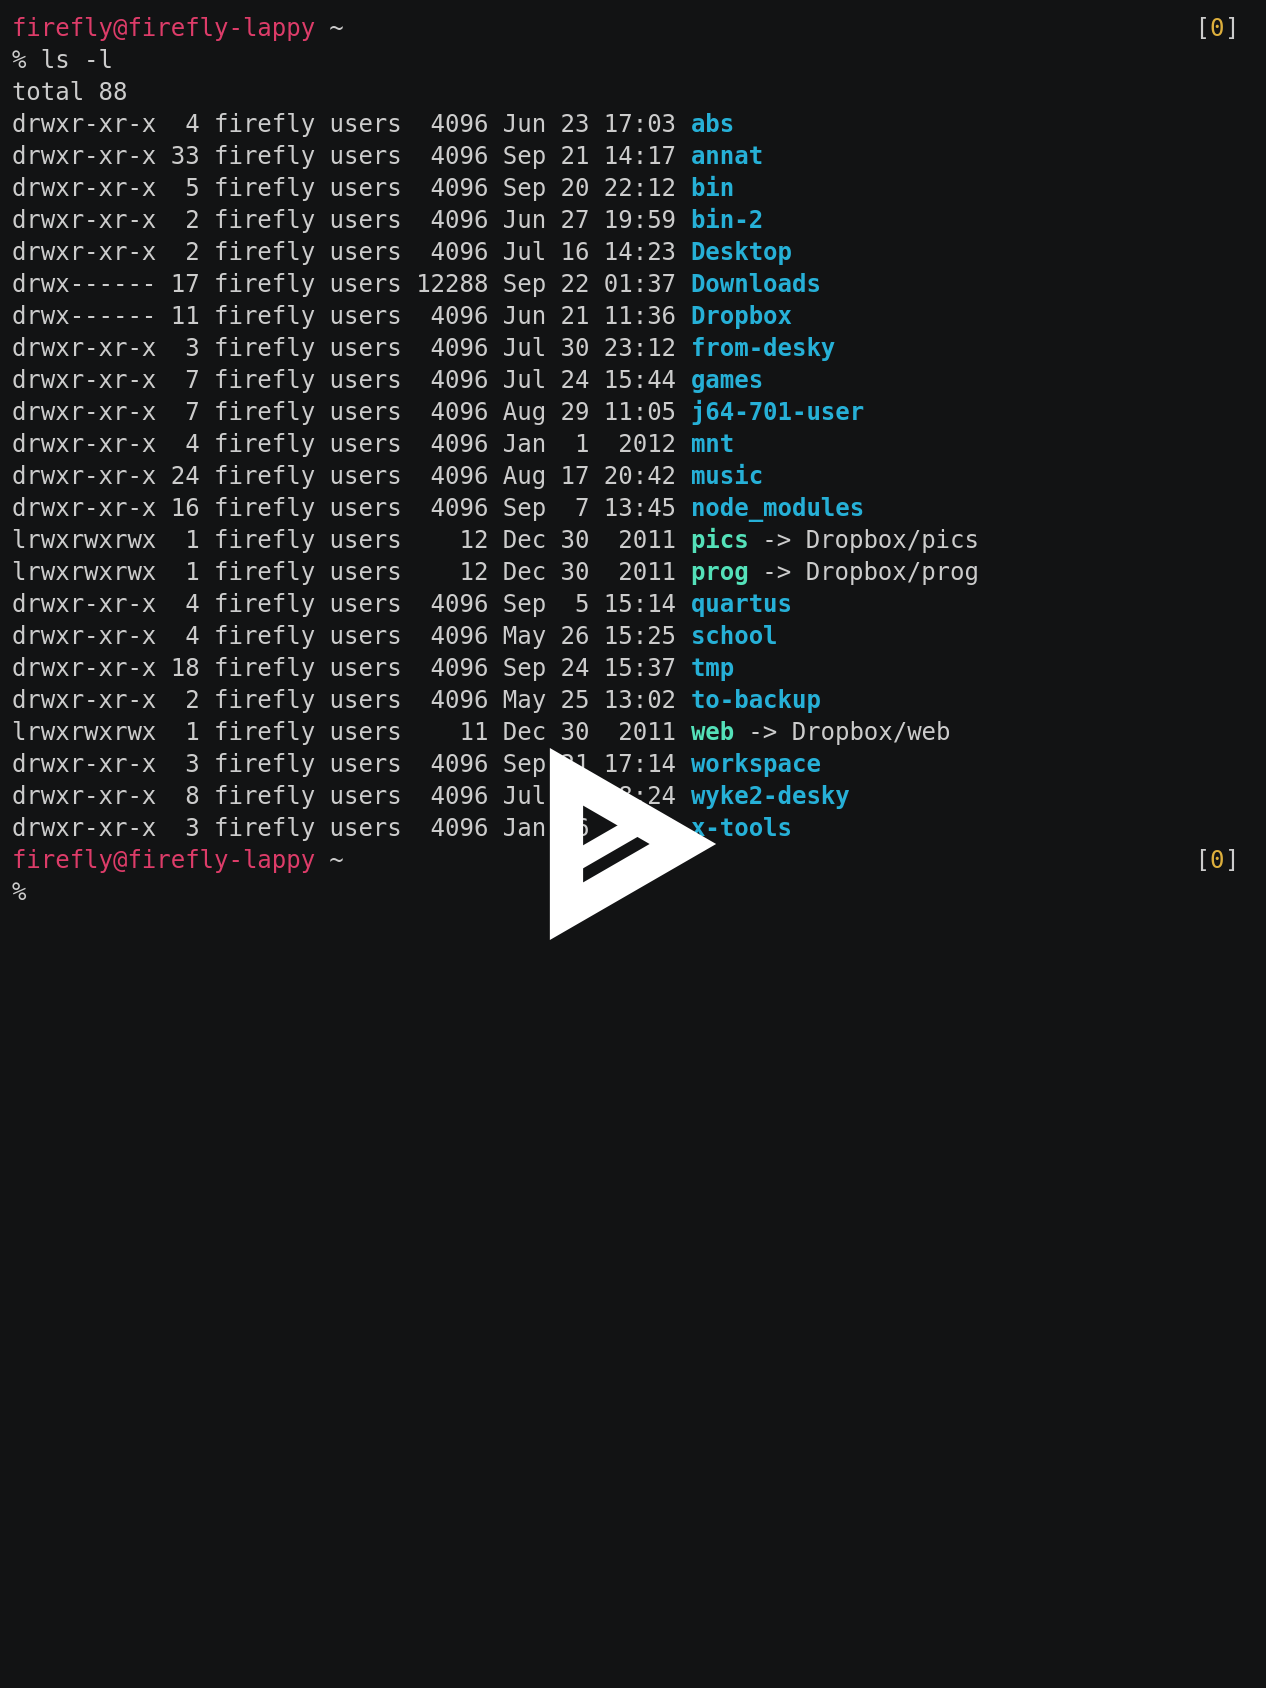 firefly@firefly-lappy ~ [0]
% ls -l
total 88
drwxr-xr-x  4 firefly users  4096 Jun 23 17:03 abs
drwxr-xr-x 33 firefly users  4096 Sep 21 14:17 annat
drwxr-xr-x  5 firefly users  4096 Sep 20 22:12 bin
drwxr-xr-x  2 firefly users  4096 Jun 27 19:59 bin-2
drwxr-xr-x  2 firefly users  4096 Jul 16 14:23 Desktop
drwx------ 17 firefly users 12288 Sep 22 01:37 Downloads
drwx------ 11 firefly users  4096 Jun 21 11:36 Dropbox
drwxr-xr-x  3 firefly users  4096 Jul 30 23:12 from-desky
drwxr-xr-x  7 firefly users  4096 Jul 24 15:44 games
drwxr-xr-x  7 firefly users  4096 Aug 29 11:05 j64-701-user
drwxr-xr-x  4 firefly users  4096 Jan  1  2012 mnt
drwxr-xr-x 24 firefly users  4096 Aug 17 20:42 music
drwxr-xr-x 16 firefly users  4096 Sep  7 13:45 node_modules
lrwxrwxrwx  1 firefly users    12 Dec 30  2011 pics -> Dropbox/pics
lrwxrwxrwx  1 firefly users    12 Dec 30  2011 prog -> Dropbox/prog
drwxr-xr-x  4 firefly users  4096 Sep  5 15:14 quartus
drwxr-xr-x  4 firefly users  4096 May 26 15:25 school
drwxr-xr-x 18 firefly users  4096 Sep 24 15:37 tmp
drwxr-xr-x  2 firefly users  4096 May 25 13:02 to-backup
lrwxrwxrwx  1 firefly users    11 Dec 30  2011 web -> Dropbox/web
drwxr-xr-x  3 firefly users  4096 Sep 17:14 workspace
drwxr-xr-x  8 firefly users  4096 Jul wyke2-desky
drwxr-xr-x  3 firefly users  4096 Jan x-tools
firefly@firefly-lappy ~ [0]
%